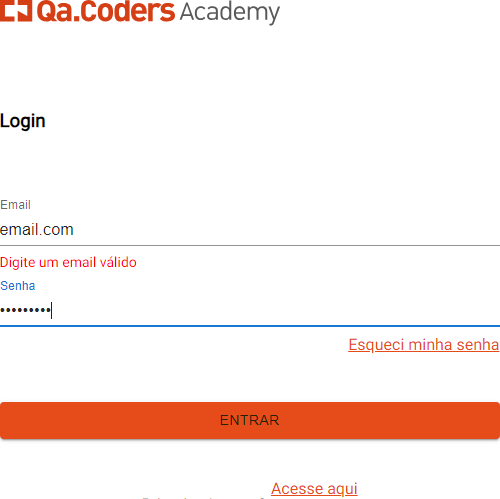 Qa.Coders Academy
Login
Email
email.com
Digite um email válido
Senha
•••••••••
Esqueci minha senha
ENTRAR
Acesse aqui